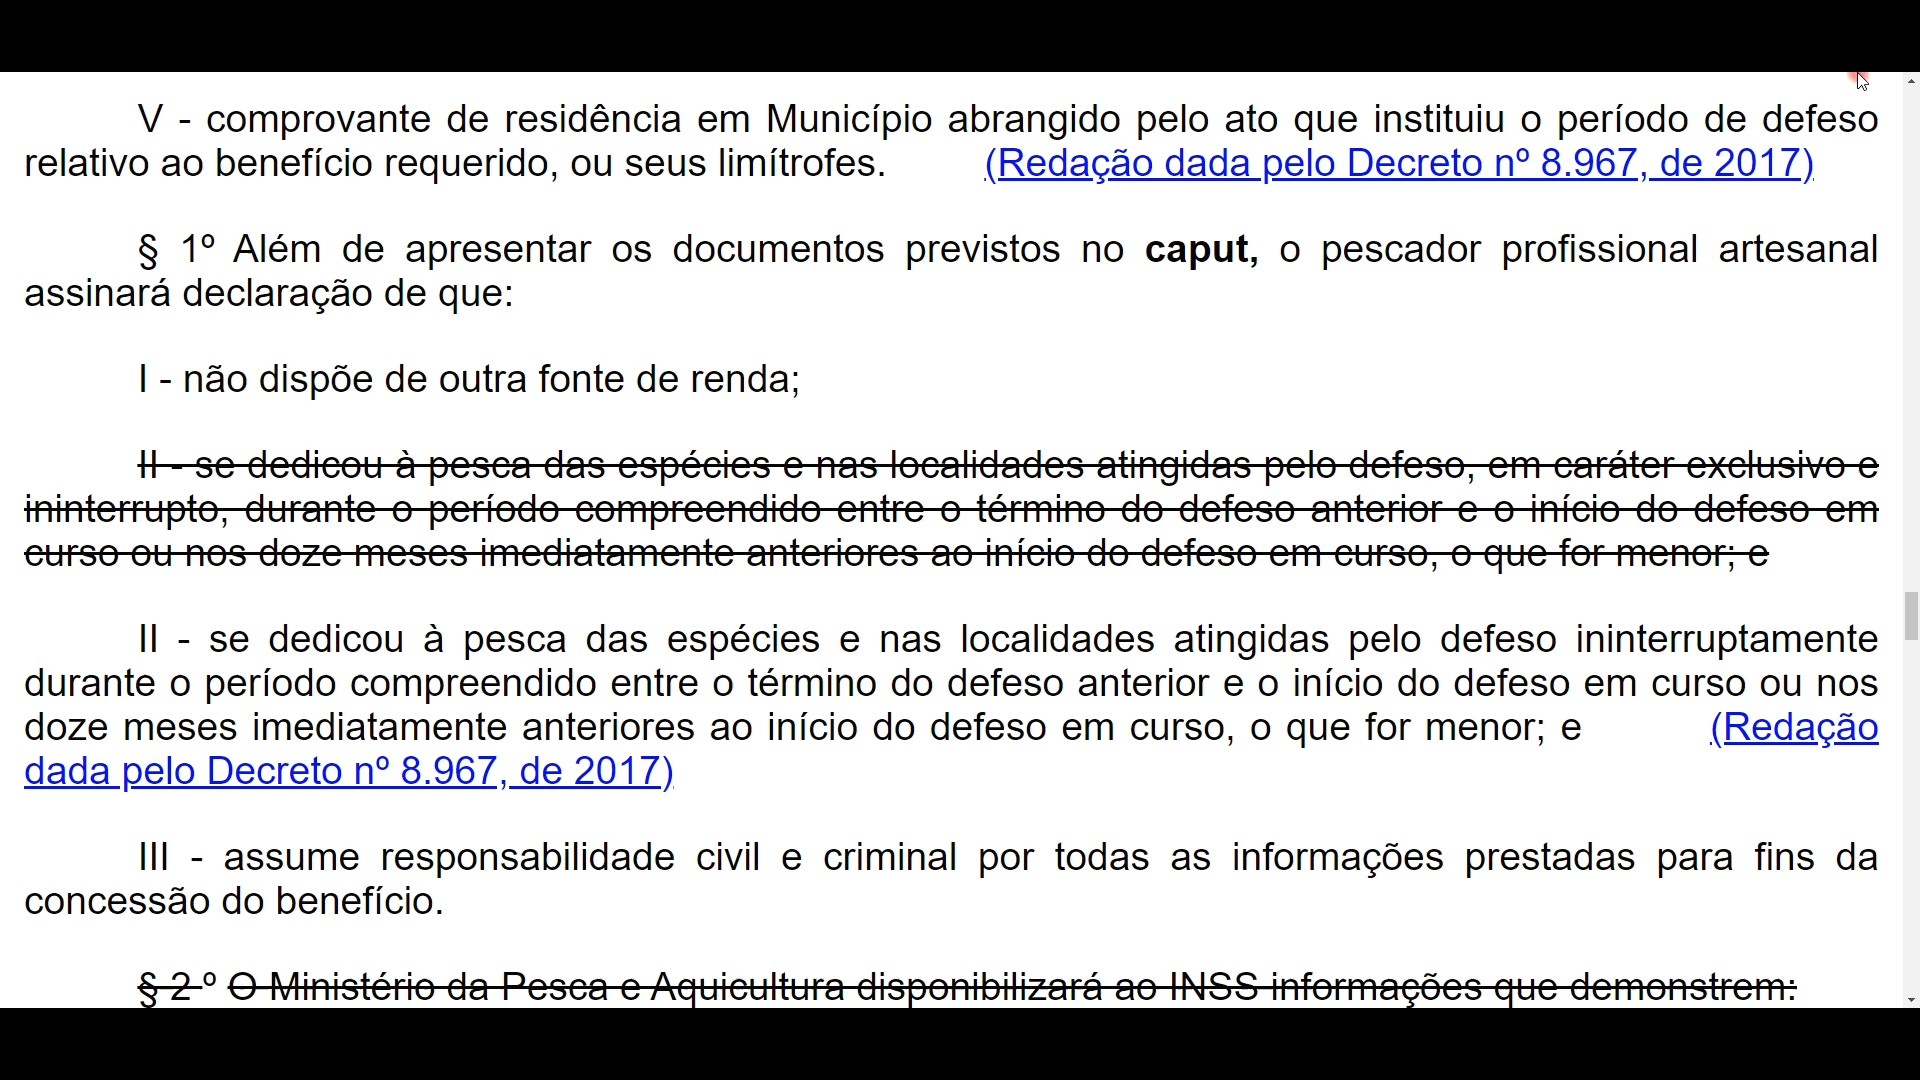 V - comprovante de residência em Município abrangido pelo ato que instituiu o período de defeso
relativo ao benefício requerido, ou seus limítrofes. (Redação dada pelo Decreto nº 8.967, de 2017)
§ 1º Além de apresentar os documentos previstos no caput, o pescador profissional artesanal
assinará declaração de que:
I - não dispõe de outra fonte de renda;
II - se dedicou à pesca das espécies e nas localidades atingidas pelo defeso, em caráter exclusivo e
ininterrupto, durante o período compreendido entre o término do defeso anterior e o início do defeso em
curso ou nos doze meses imediatamente anteriores ao início do defeso em curso, o que for menor; e
II - se dedicou à pesca das espécies e nas localidades atingidas pelo defeso ininterruptamente
durante o período compreendido entre o término do defeso anterior e o início do defeso em curso ou nos
doze meses imediatamente anteriores ao início do defeso em curso, o que for menor; e (Redação
dada pelo Decreto nº 8.967, de 2017)
III - assume responsabilidade civil e criminal por todas as informações prestadas para fins da
concessão do benefício.
§ 2 º O Ministério da Pesca e Aquicultura disponibilizará ao INSS informações que demonstrem: